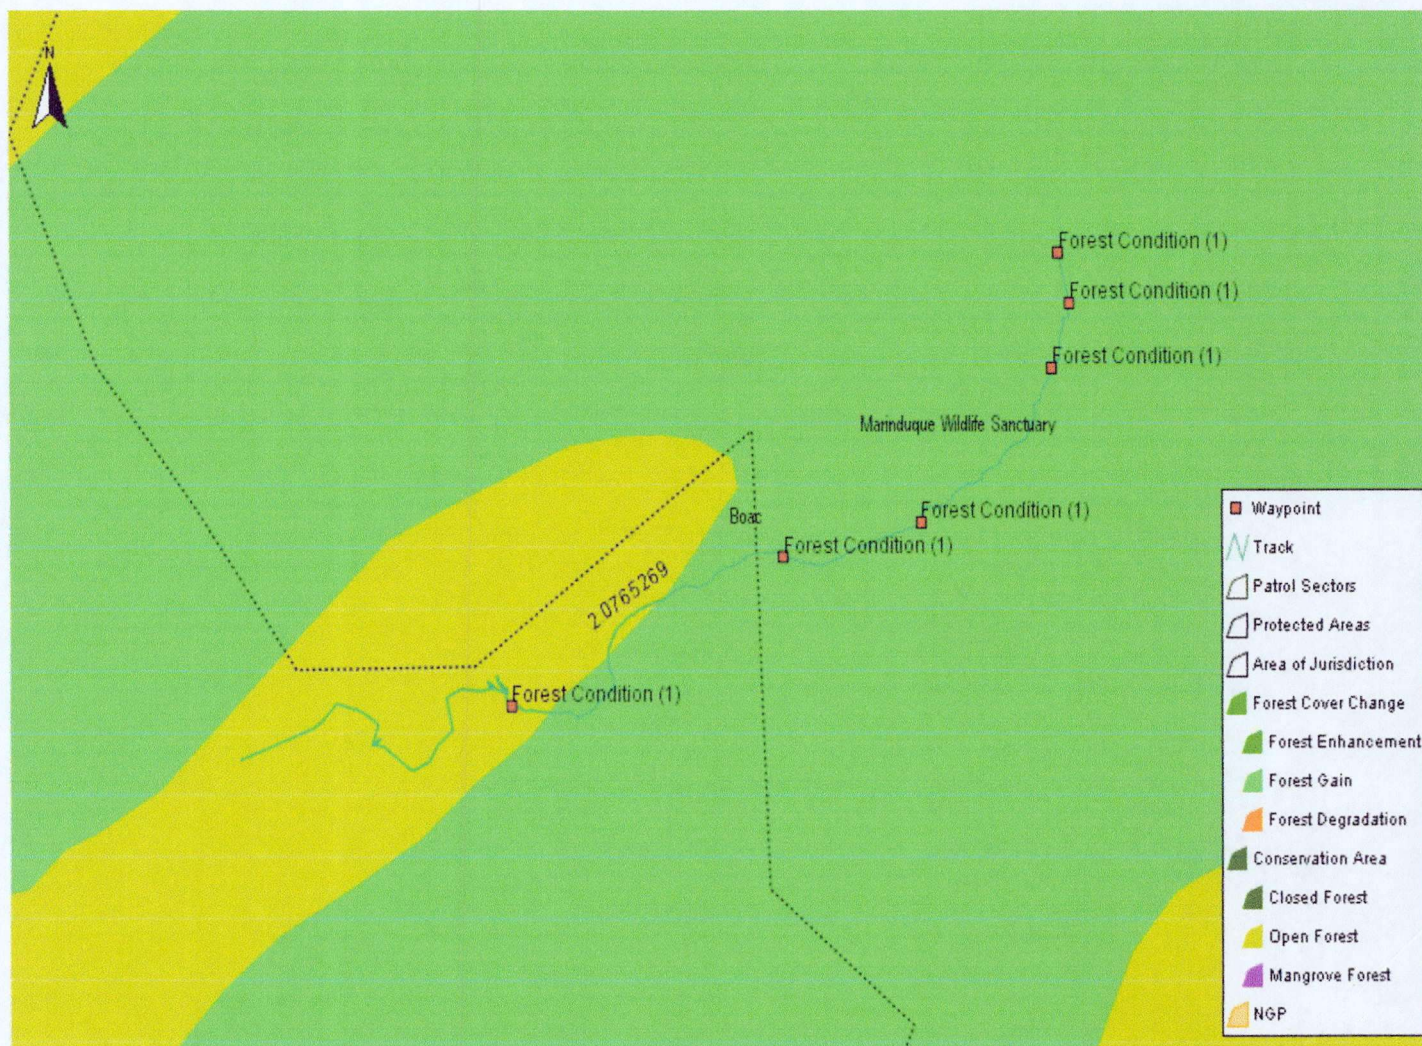 N
Forest Condition (1)
Forest Condition (1)
Forest Condition (1)
Marinduque Wildlife Sanctuary
Forest Condition (1)
Boac
Forest Condition (1)
2.0765269
Forest Condition (1)
Waypoint
Track
Patrol Sectors
Protected Areas
Area of Jurisdiction
Forest Cover Change
Forest Enhancement
Forest Gain
Forest Degradation
Conservation Area
Closed Forest
Open Forest
Mangrove Forest
NGP